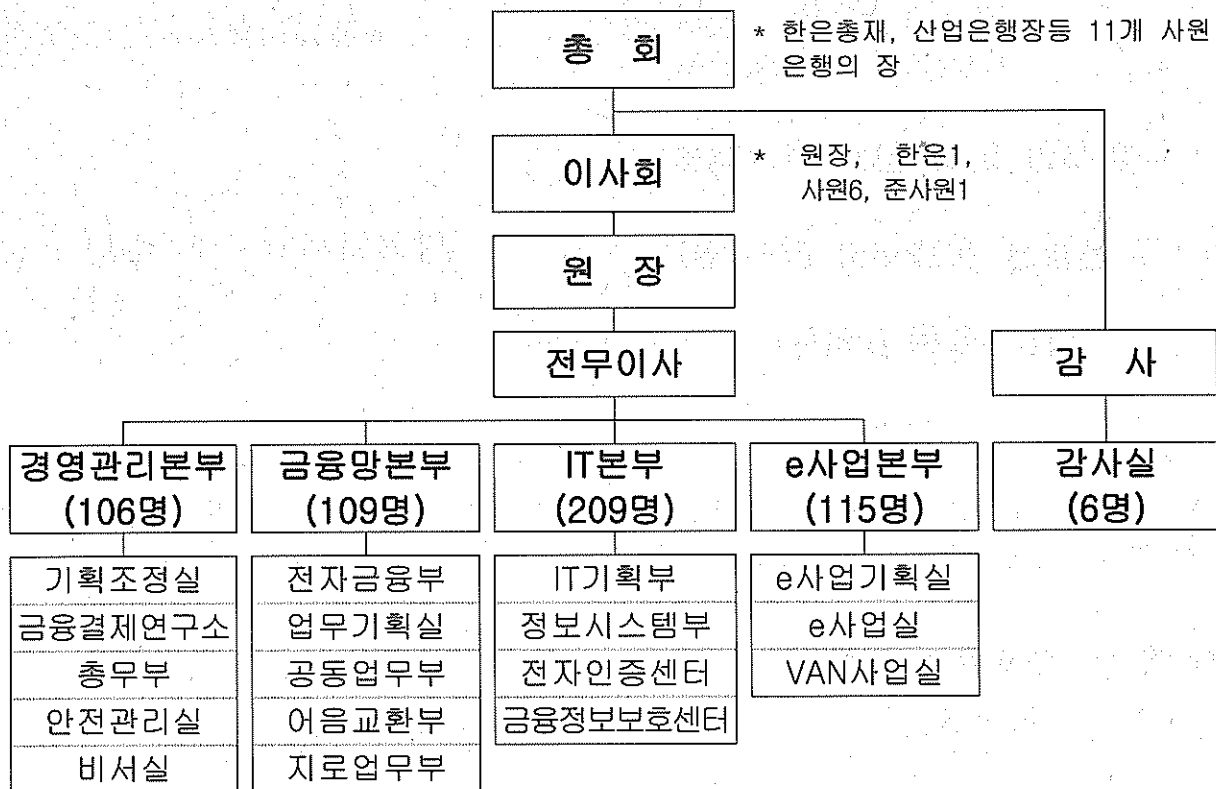 총 회
* 한은총재, 산업은행장등 11개 사원
은행의 장
이사회
* 원장, 한은1,
사원6, 준사원1
원 장
전무이사
감 사
경영관리본부
(106명)
금융망본부
(109명)
IT본부
(209명)
e사업본부
(115명)
감사실
(6명)
기획조정실
금융결제연구소
총무부
안전관리실
비서실
전자금융부
업무기획실
공동업무부
어음교환부
지로업무부
IT기획부
정보시스템부
전자인증센터
금융정보보호센터
e사업기획실
e사업실
VAN사업실